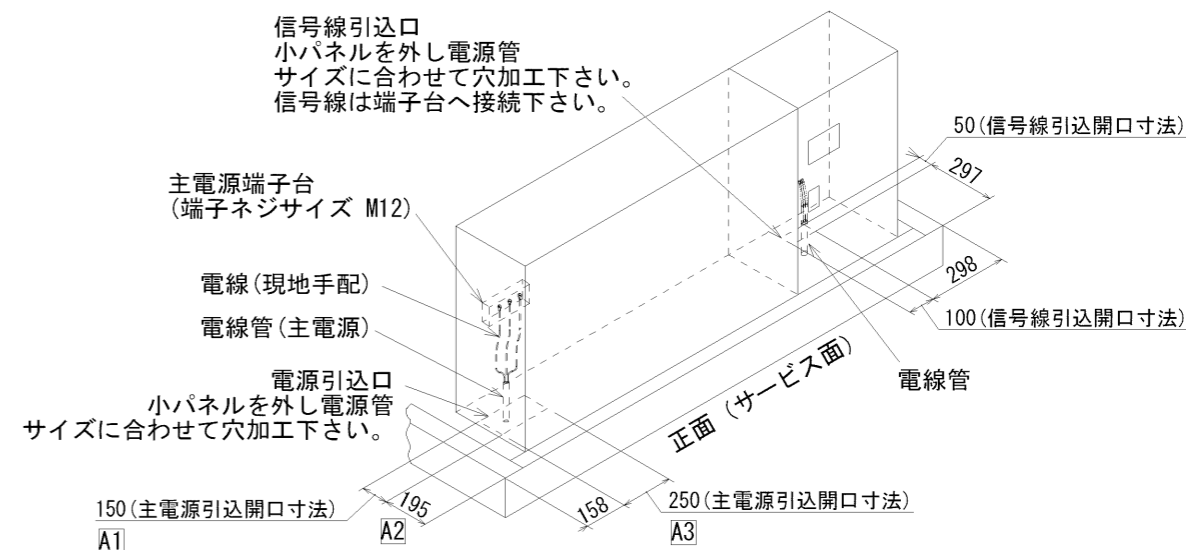 信号線引込口
小パネルを外し電源管
サイズに合わせて穴加工下さい。
信号線は端子台へ接続下さい。
50(信号線引込開口寸法)
297
主電源端子台
(端子ネジサイズ M12)
電線(現地手配)
電線管(主電源)
298
100(信号線引込開口寸法)
電線管
電源引込口
小パネルを外し電源管
サイズに合わせて穴加工下さい。
正面(サービス面)
150(主電源引込開口寸法)
195
158
250(主電源引込開口寸法)
A1
A2
A3